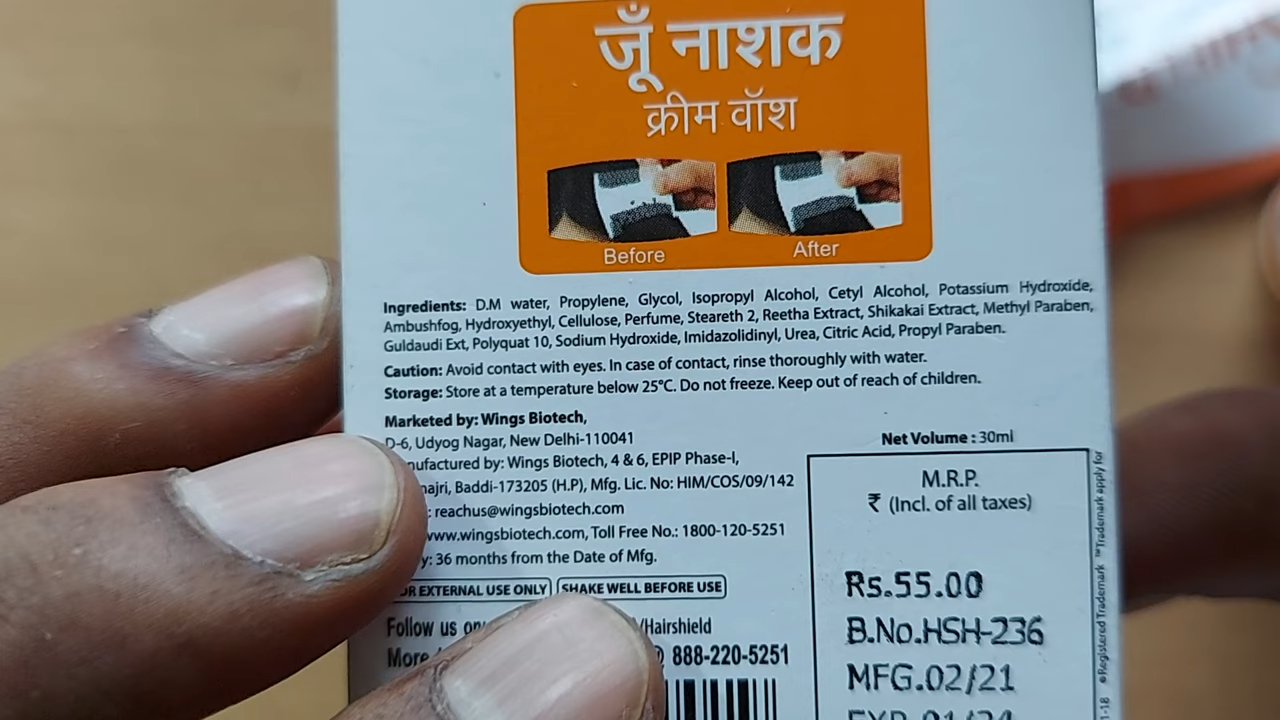 जूँ नाशक
क्रीम वॉश
Before
After
Ingredients: D.M water, Propylene, Glycol, Isopropyl Alcohol, Cetyl Alcohol, Potassium Hydroxide,
Ambushfog, Hydroxyethyl, Cellulose, Perfume, Steareth 2, Reetha Extract, Shikakai Extract, Methyl Paraben,
Guldaudi Ext, Polyquat 10, Sodium Hydroxide, Imidazolidinyl, Urea, Citric Acid, Propyl Paraben.
Caution: Avoid contact with eyes. In case of contact, rinse thoroughly with water.
Storage: Store at a temperature below 25°C. Do not freeze. Keep out of reach of children.
Marketed by: Wings Biotech,
D-6, Udyog Nagar, New Delhi-110041
by: Wings Biotech, 4 & 6, EPIP Phase-I,
Baddi-173205 (H.P), Mfg. Lic. No: HIM/COS/09/142
: reachus@wingsbiotech.com
www.wingsbiotech.com, Toll Free No.: 1800-120-5251
: 36 months from the Date of Mfg.
EXTERNAL USE ONLY SHAKE WELL BEFORE USE
Follow us /Hairshield
888-220-5251
Net Volume : 30ml
M.R.P.
₹ (Incl. of all taxes)
Rs.55.00
B.No.HSH-236
MFG.02/21
EXP 01/24
®Registered Trademark ™Trademark apply for